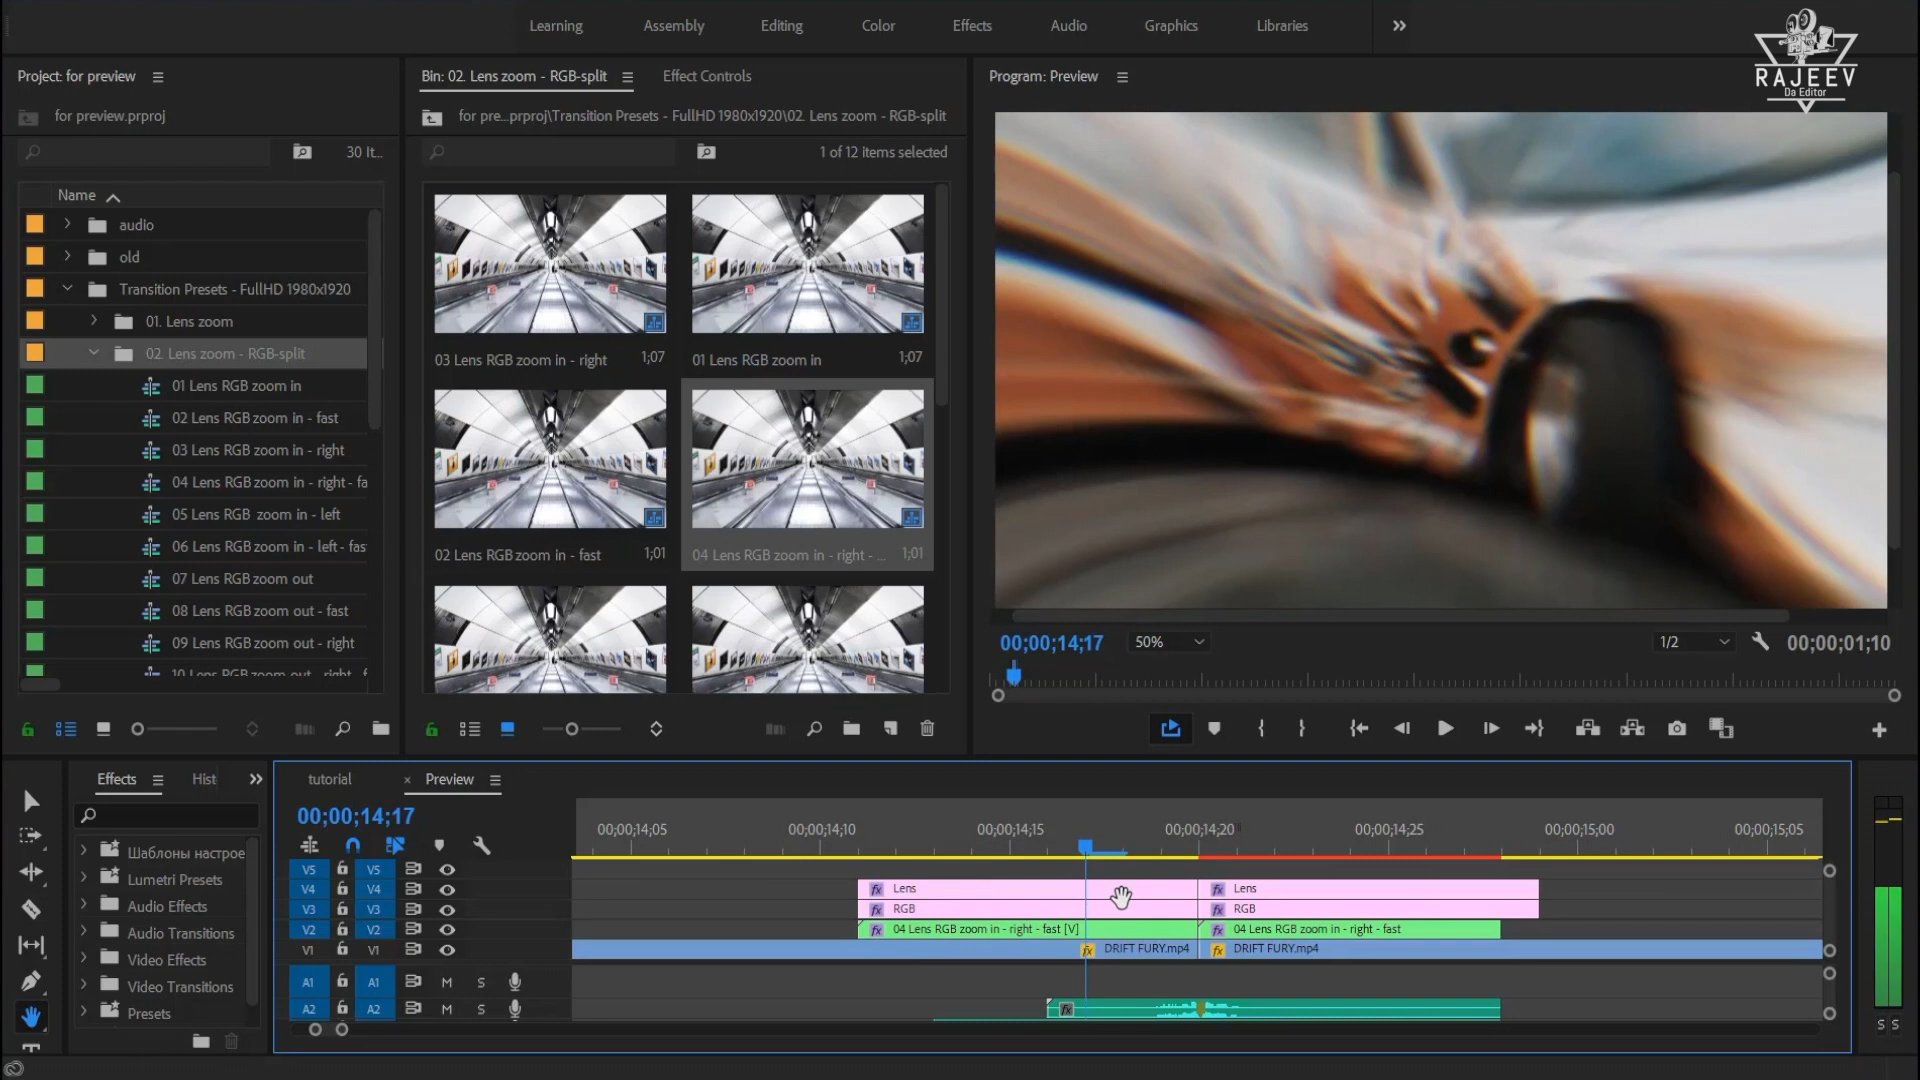 Learning Assembly Editing Color Effects Audio Graphics Libraries
RAJEEV
Da Editor
Project: for preview
Bin: 02. Lens zoom - RGB-split Effect Controls
Program: Preview
for preview.prproj
for pre...prproj\Transition Presets - FullHD 1980x1920\02. Lens zoom - RGB-split
30 It...
1 of 12 items selected
Name
audio
old
Transition Presets - FullHD 1980x1920
01. Lens zoom
02. Lens zoom - RGB-split
01 Lens RGB zoom in
02 Lens RGB zoom in - fast
03 Lens RGB zoom in - right
04 Lens RGB zoom in - right - fa
05 Lens RGB zoom in - left
06 Lens RGB zoom in - left - fas
07 Lens RGB zoom out
08 Lens RGB zoom out - fast
09 Lens RGB zoom out - right
10 Lens RGB zoom out - right - f
03 Lens RGB zoom in - right 1;07
01 Lens RGB zoom in 1;07
02 Lens RGB zoom in - fast 1;01
04 Lens RGB zoom in - right - ... 1;01
00;00;14;17 50% 1/2 00;00;01;10
Effects Hist
Шаблоны настрое
Lumetri Presets
Audio Effects
Audio Transitions
Video Effects
Video Transitions
Presets
tutorial × Preview
00;00;14;17
00;00;14;05 00;00;14;10 00;00;14;15 00;00;14;20 00;00;14;25 00;00;15;00 00;00;15;05
V5 V5
V4 V4 fx Lens fx Lens
V3 V3 fx RGB fx RGB
V2 V2 fx 04 Lens RGB zoom in - right - fast [V] fx 04 Lens RGB zoom in - right - fast
V1 V1 fx DRIFT FURY.mp4 fx DRIFT FURY.mp4
A1 A1 M S
A2 A2 M S fx
S S